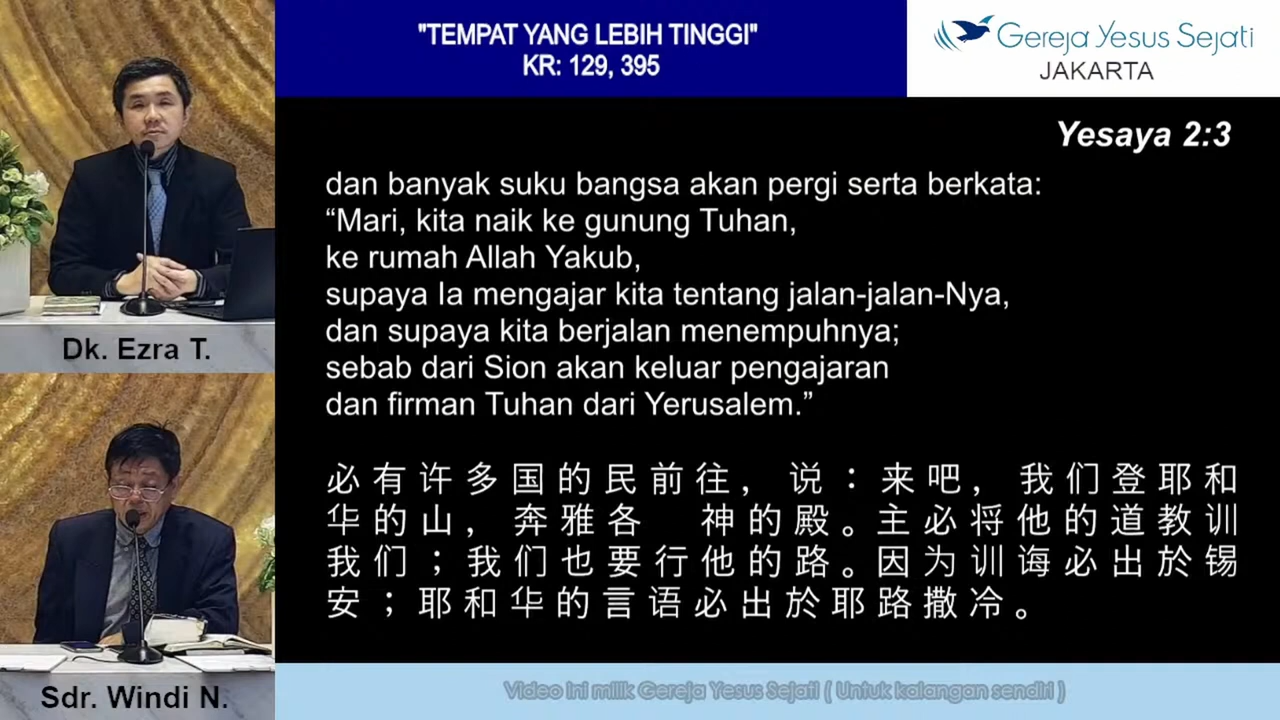 "TEMPAT YANG LEBIH TINGGI"
KR: 129, 395
Gereja Yesus Sejati
JAKARTA
Yesaya 2:3
dan banyak suku bangsa akan pergi serta berkata:
“Mari, kita naik ke gunung Tuhan,
ke rumah Allah Yakub,
supaya Ia mengajar kita tentang jalan-jalan-Nya,
dan supaya kita berjalan menempuhnya;
sebab dari Sion akan keluar pengajaran
dan firman Tuhan dari Yerusalem.”
必有许多国的民前往，说：来吧，我们登耶和
华的山，奔雅各　神的殿。主必将他的道教训
我们；我们也要行他的路。因为训诲必出於锡
安；耶和华的言语必出於耶路撒冷。
Dk. Ezra T.
Sdr. Windi N.
Video ini milik Gereja Yesus Sejati ( Untuk kalangan sendiri )